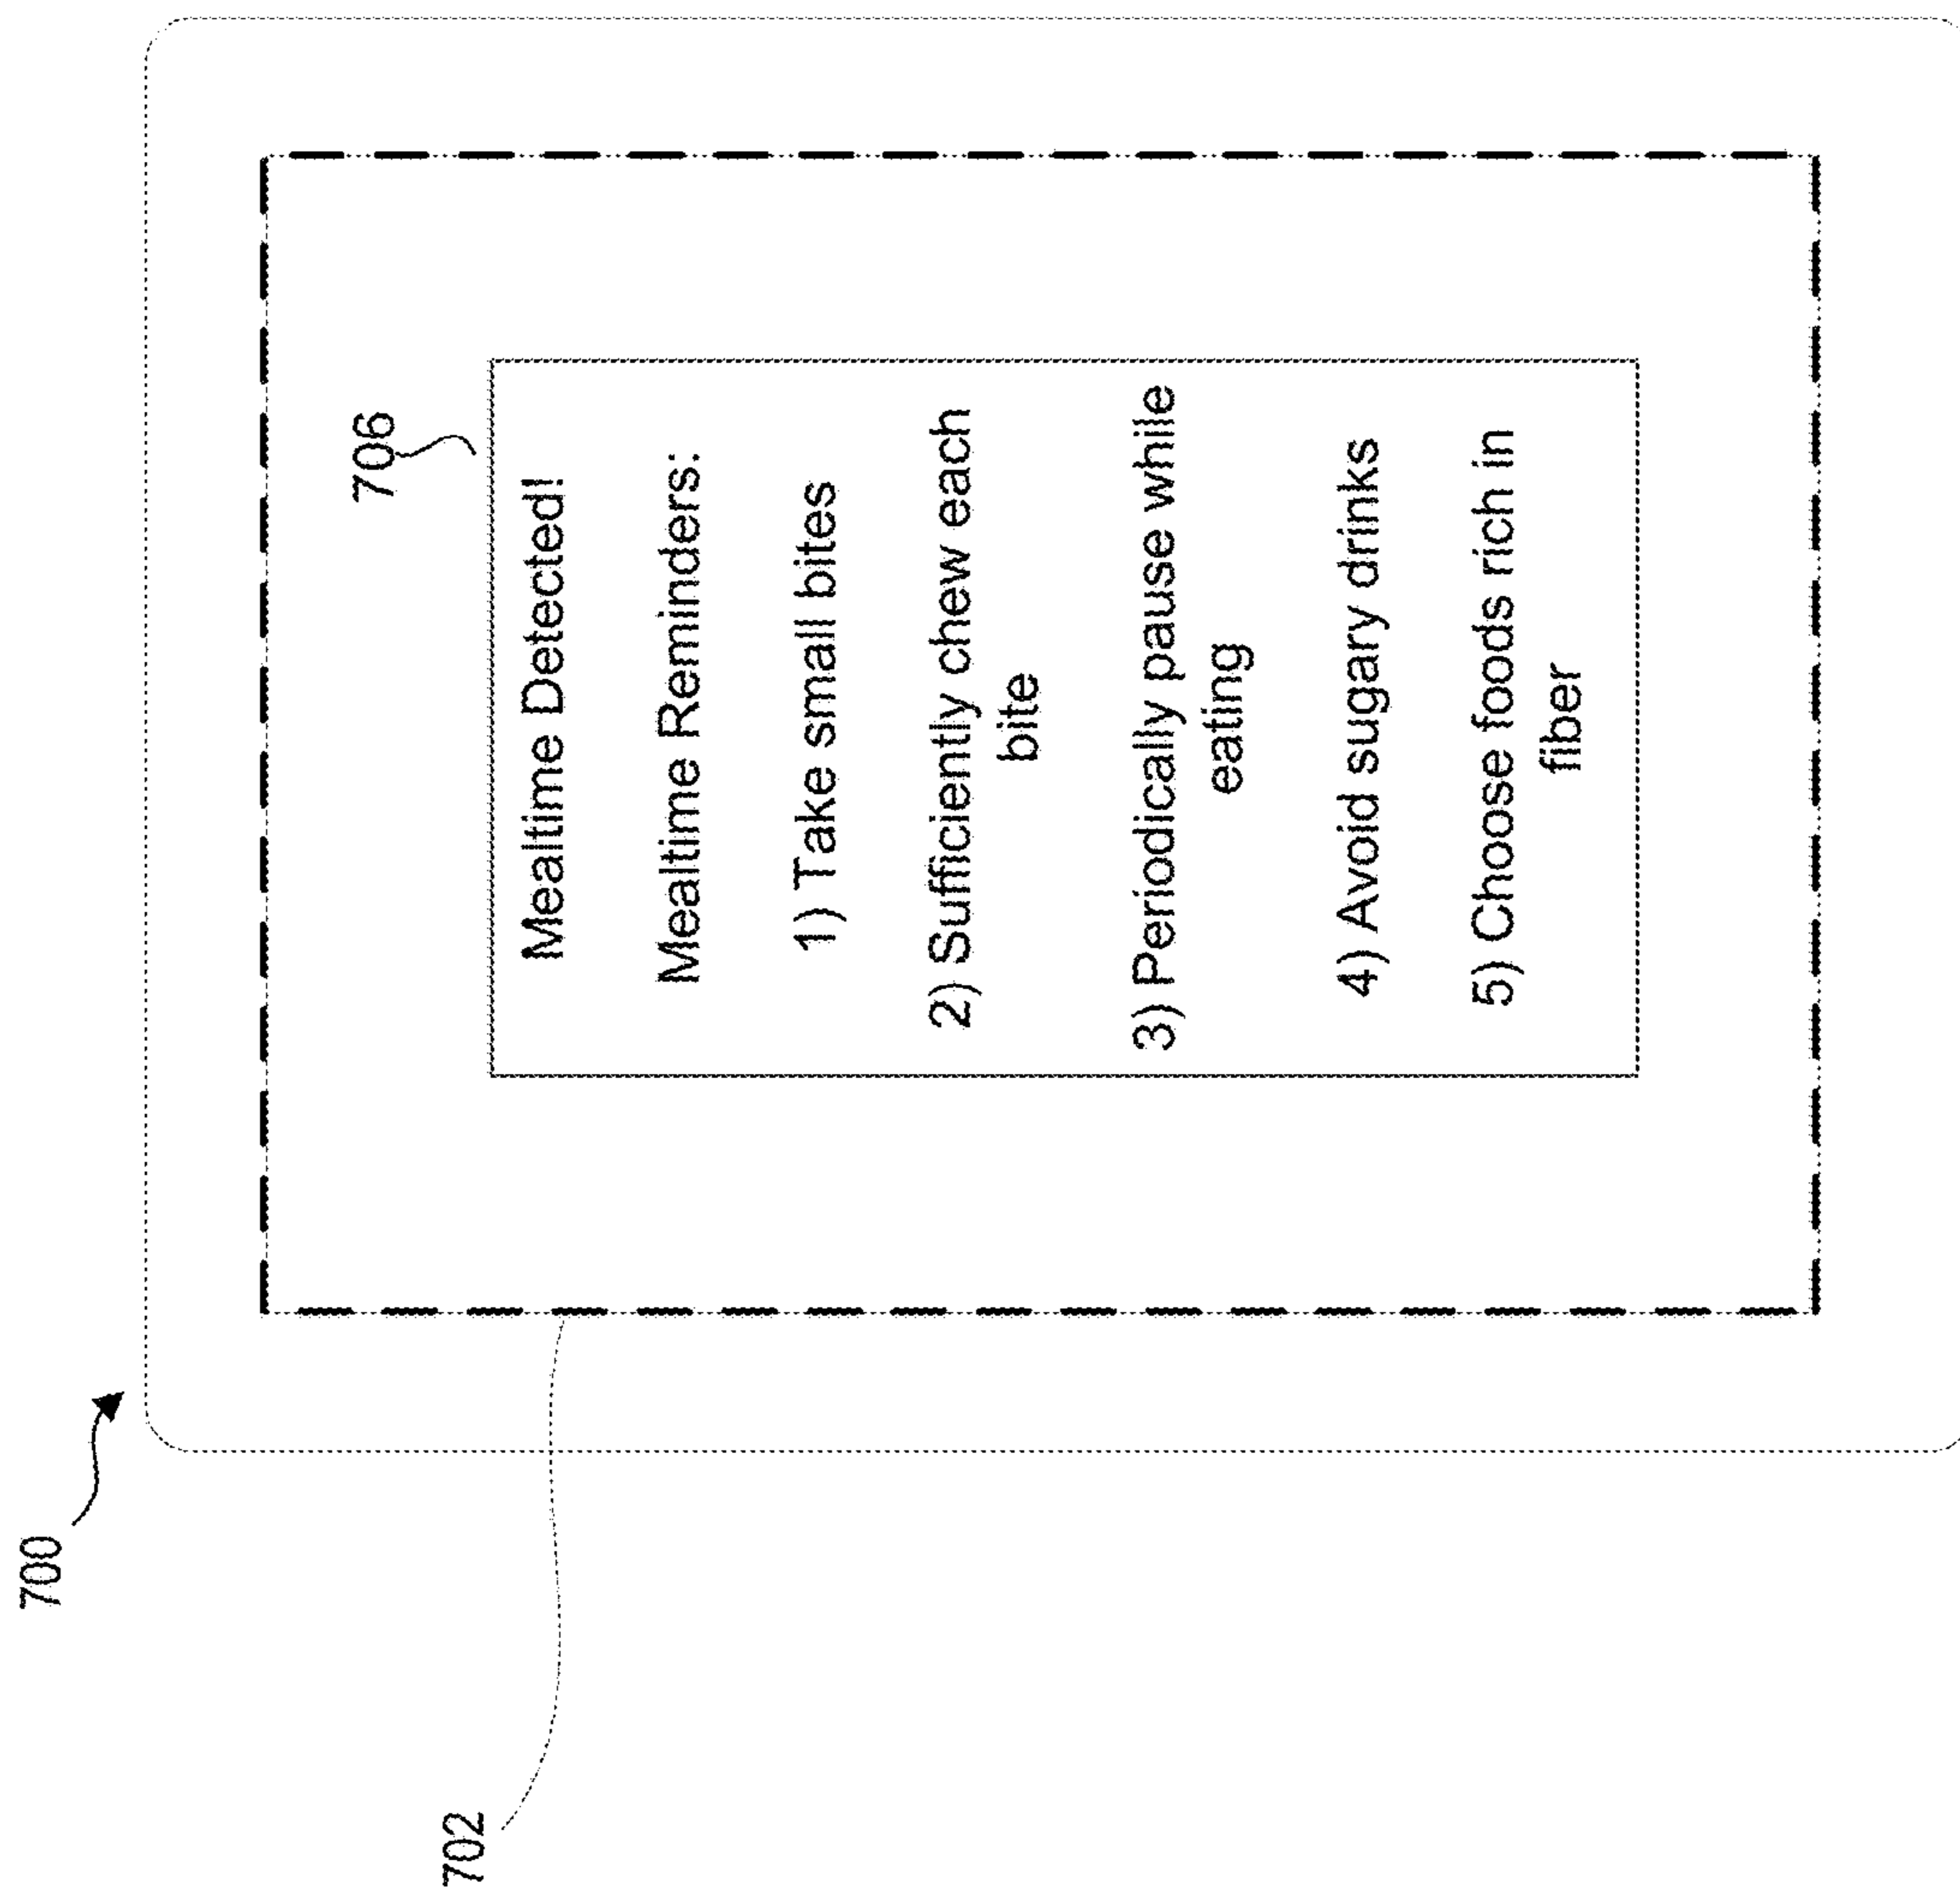 700
702
706
Mealtime Detected!
Mealtime Reminders:
1) Take small bites
2) Sufficiently chew each
bite
3) Periodically pause while
eating
4) Avoid sugary drinks
5) Choose foods rich in
fiber